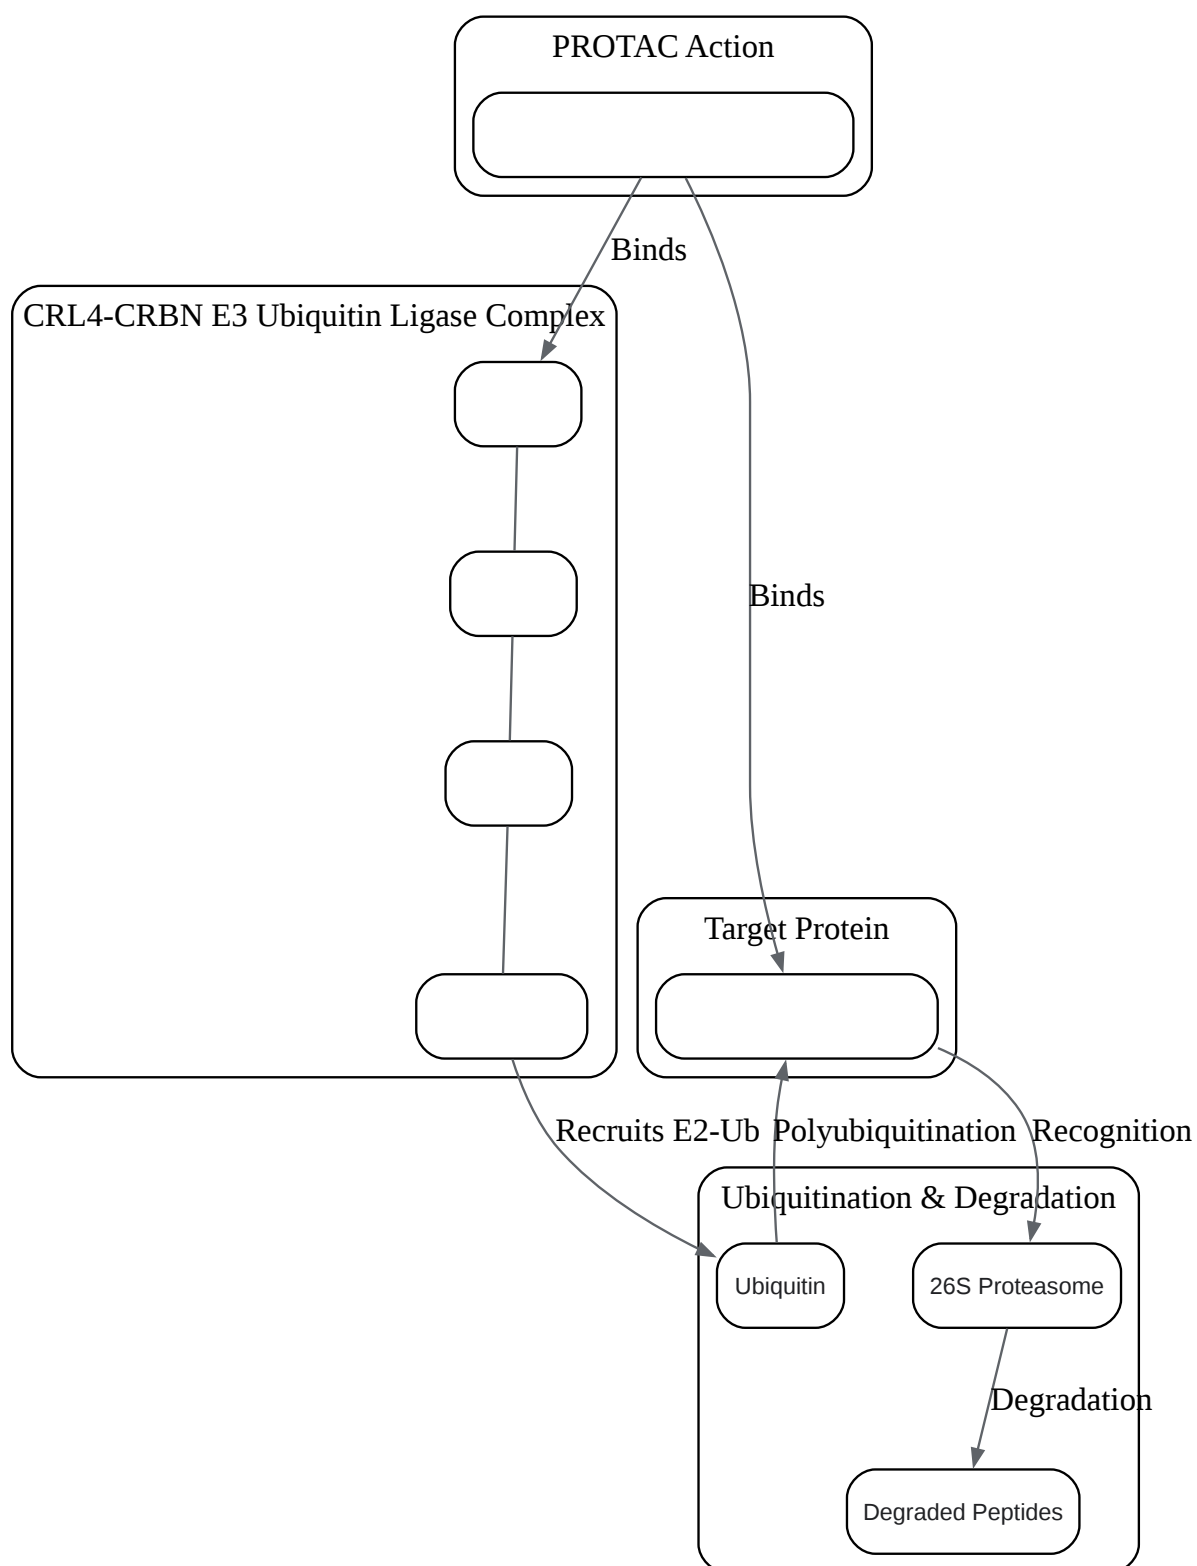 PROTAC Action
Binds
CRL4-CRBN E3 Ubiquitin Ligase Complex
Binds
Target Protein
Recruits E2-Ub
Polyubiquitination
Recognition
Ubiquitination & Degradation
Ubiquitin
26S Proteasome
Degradation
Degraded Peptides